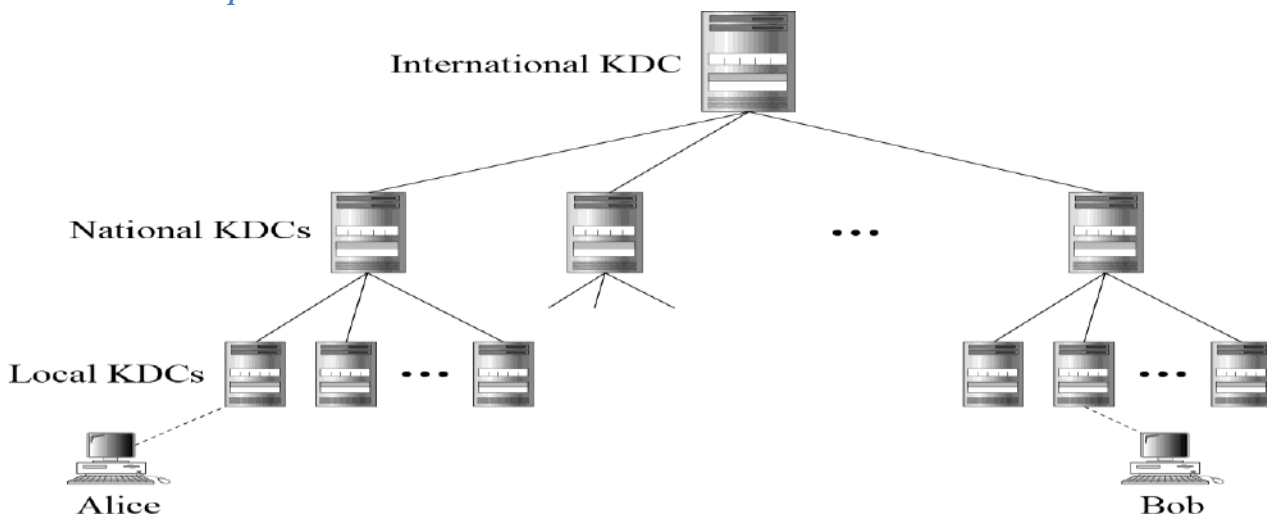 International KDC
National KDCs
Local KDCs
Alice
Bob